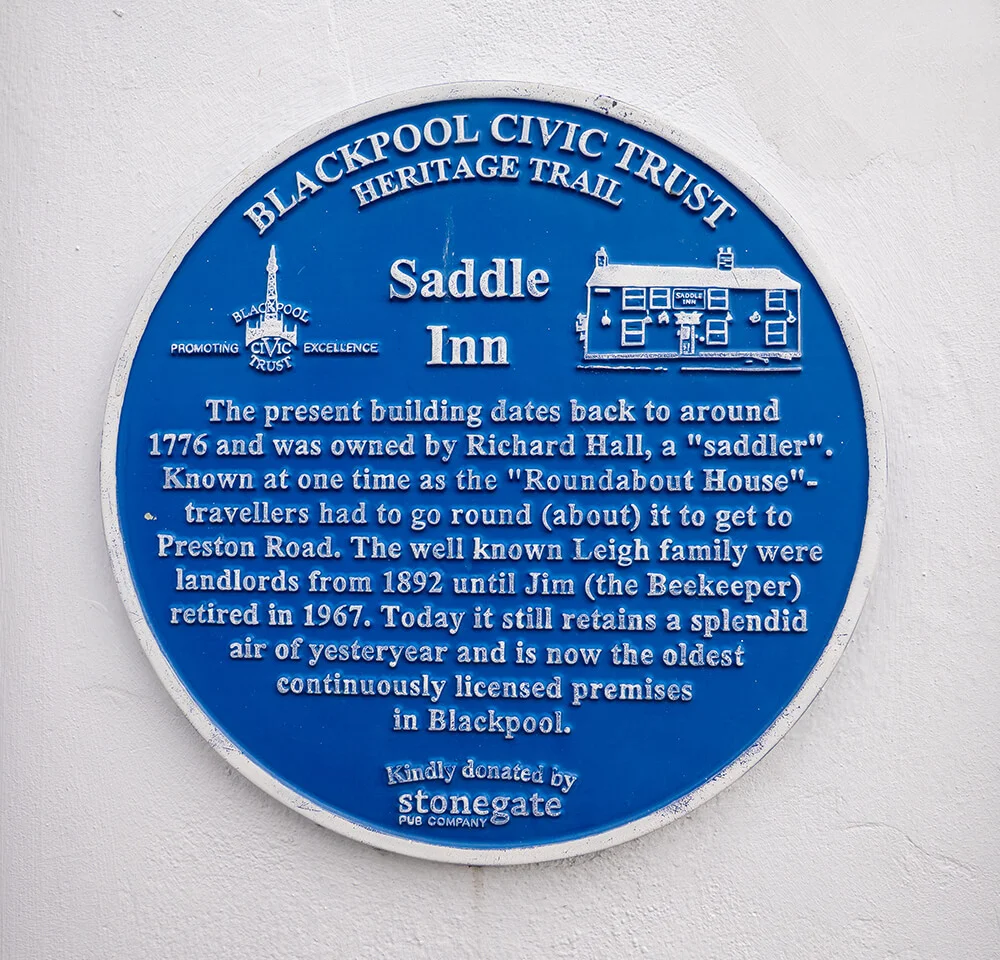 BLACKPOOL CIVIC TRUST
HERITAGE TRAIL
Saddle
Inn
BLACKPOOL
PROMOTING CIVIC EXCELLENCE
TRUST
SADDLE
INN
The present building dates back to around
1776 and was owned by Richard Hall, a "saddler".
Known at one time as the "Roundabout House"-
travellers had to go round (about) it to get to
Preston Road. The well known Leigh family were
landlords from 1892 until Jim (the Beekeeper)
retired in 1967. Today it still retains a splendid
air of yesteryear and is now the oldest
continuously licensed premises
in Blackpool.
Kindly donated by
stonegate
PUB COMPANY